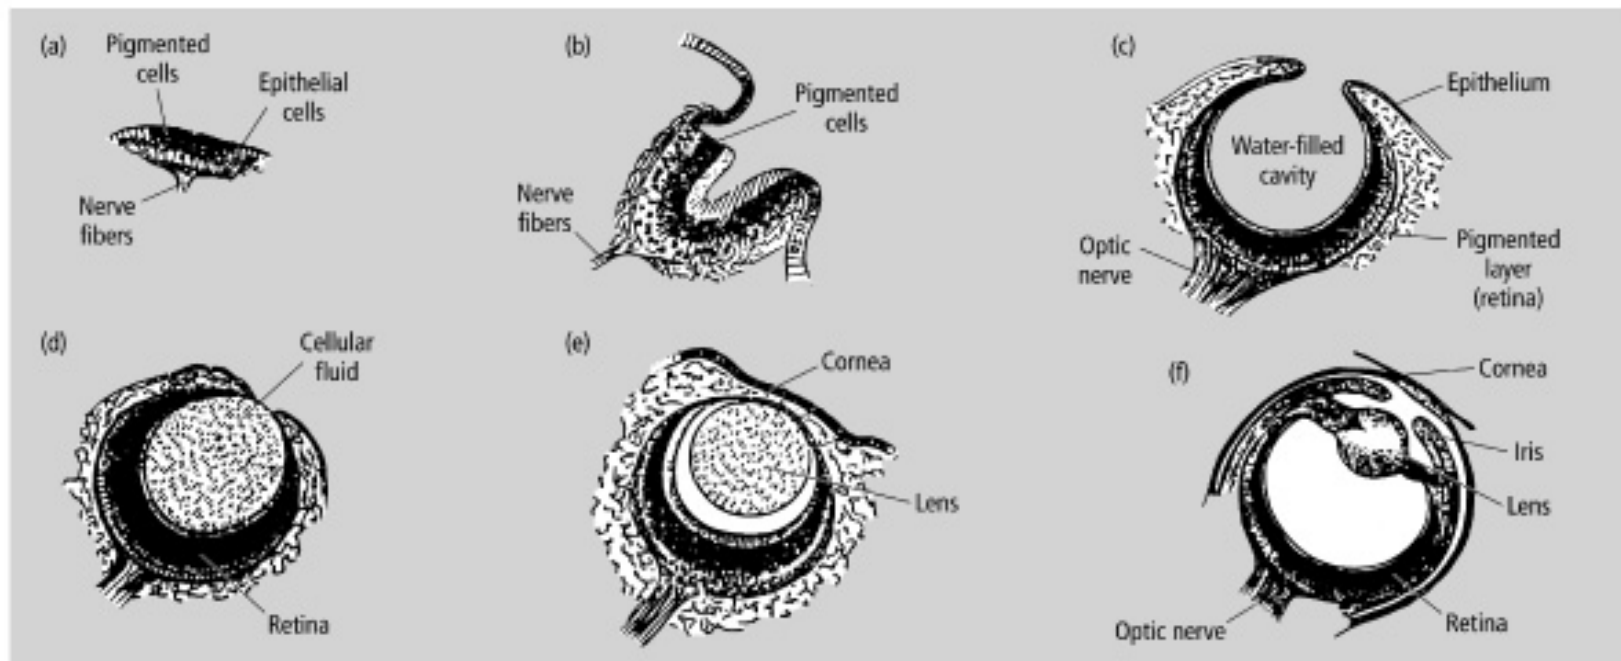 (a)
Pigmented
cells
Epithelial
cells
Nerve
fibers
(b)
Pigmented
cells
Nerve
fibers
(c)
Epithelium
Water-filled
cavity
Optic
nerve
Pigmented
layer
(retina)
(d)
Cellular
fluid
Retina
(e)
Cornea
Lens
(f)
Cornea
Iris
Lens
Optic nerve
Retina